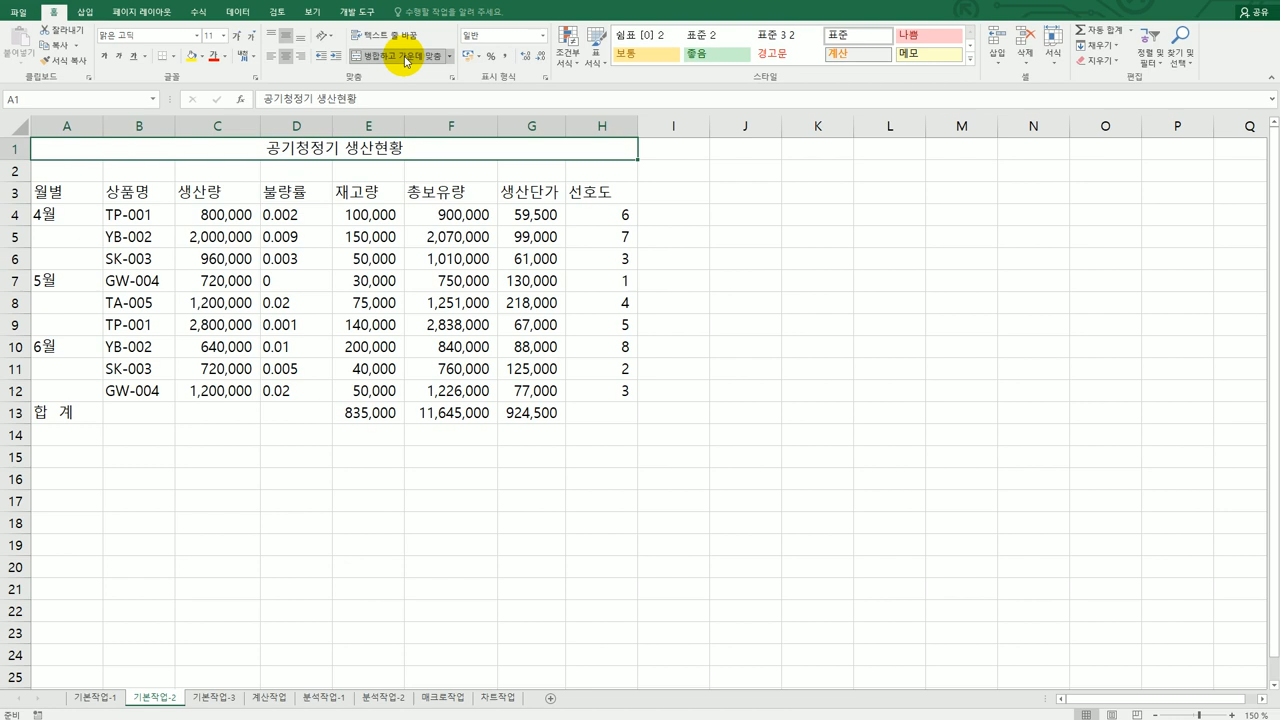 파일 홈 삽입 페이지 레이아웃 수식 데이터 검토 보기 개발 도구 수행할 작업을 알려 주세요. 공유
붙여넣기 잘라내기 맑은 고딕 11 텍스트 줄 바꿈 일반 조건부 서식 표 서식 쉼표 [0] 2 표준 2 표준 3 2 표준 나쁨 삽입 삭제 서식 자동 합계 정렬 및 필터 찾기 및 선택
복사 채우기
서식 복사 가 가 가 병합하고 가운데 맞춤 % 보통 좋음 경고문 계산 메모 지우기
클립보드 글꼴 맞춤 표시 형식 스타일 셀 편집
A1 fx 공기청정기 생산현황
A B C D E F G H I J K L M N O P Q
1 공기청정기 생산현황
2
3 月별 상품명 생산량 불량률 재고량 총보유량 생산단가 선호도
4 4월 TP-001 800,000 0.002 100,000 900,000 59,500 6
5 YB-002 2,000,000 0.009 150,000 2,070,000 99,000 7
6 SK-003 960,000 0.003 50,000 1,010,000 61,000 3
7 5월 GW-004 720,000 0 30,000 750,000 130,000 1
8 TA-005 1,200,000 0.02 75,000 1,251,000 218,000 4
9 TP-001 2,800,000 0.001 140,000 2,838,000 67,000 5
10 6월 YB-002 640,000 0.01 200,000 840,000 88,000 8
11 SK-003 720,000 0.005 40,000 760,000 125,000 2
12 GW-004 1,200,000 0.02 50,000 1,226,000 77,000 3
13 합 계 835,000 11,645,000 924,500
14
15
16
17
18
19
20
21
22
23
24
25
기본작업-1 기본작업-2 기본작업-3 계산작업 분석작업-1 분석작업-2 매크로작업 차트작업
준비 150 %